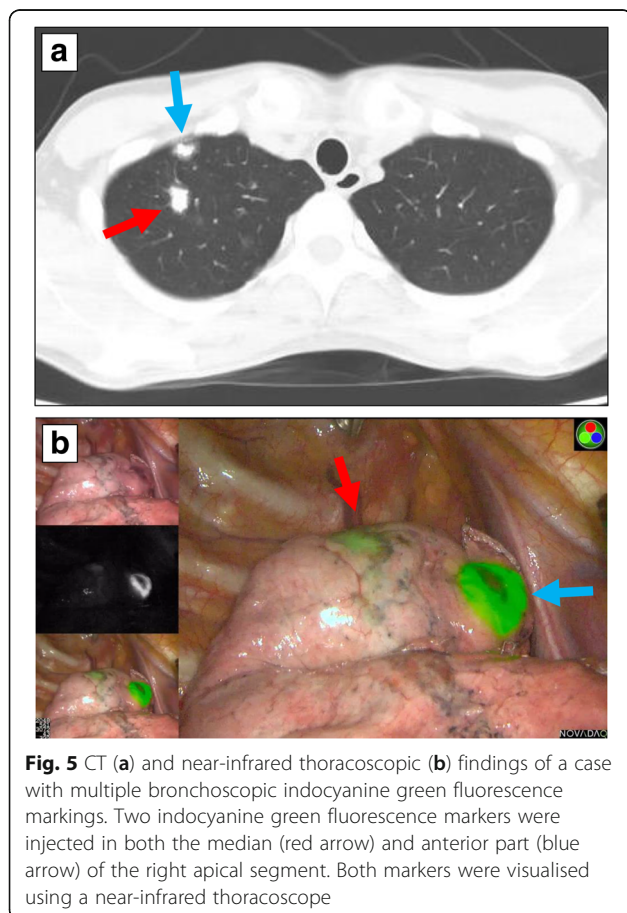 a
b
NOVADAQ
Fig. 5 CT (a) and near-infrared thoracoscopic (b) findings of a case
with multiple bronchoscopic indocyanine green fluorescence
markings. Two indocyanine green fluorescence markers were
injected in both the median (red arrow) and anterior part (blue
arrow) of the right apical segment. Both markers were visualised
using a near-infrared thoracoscope